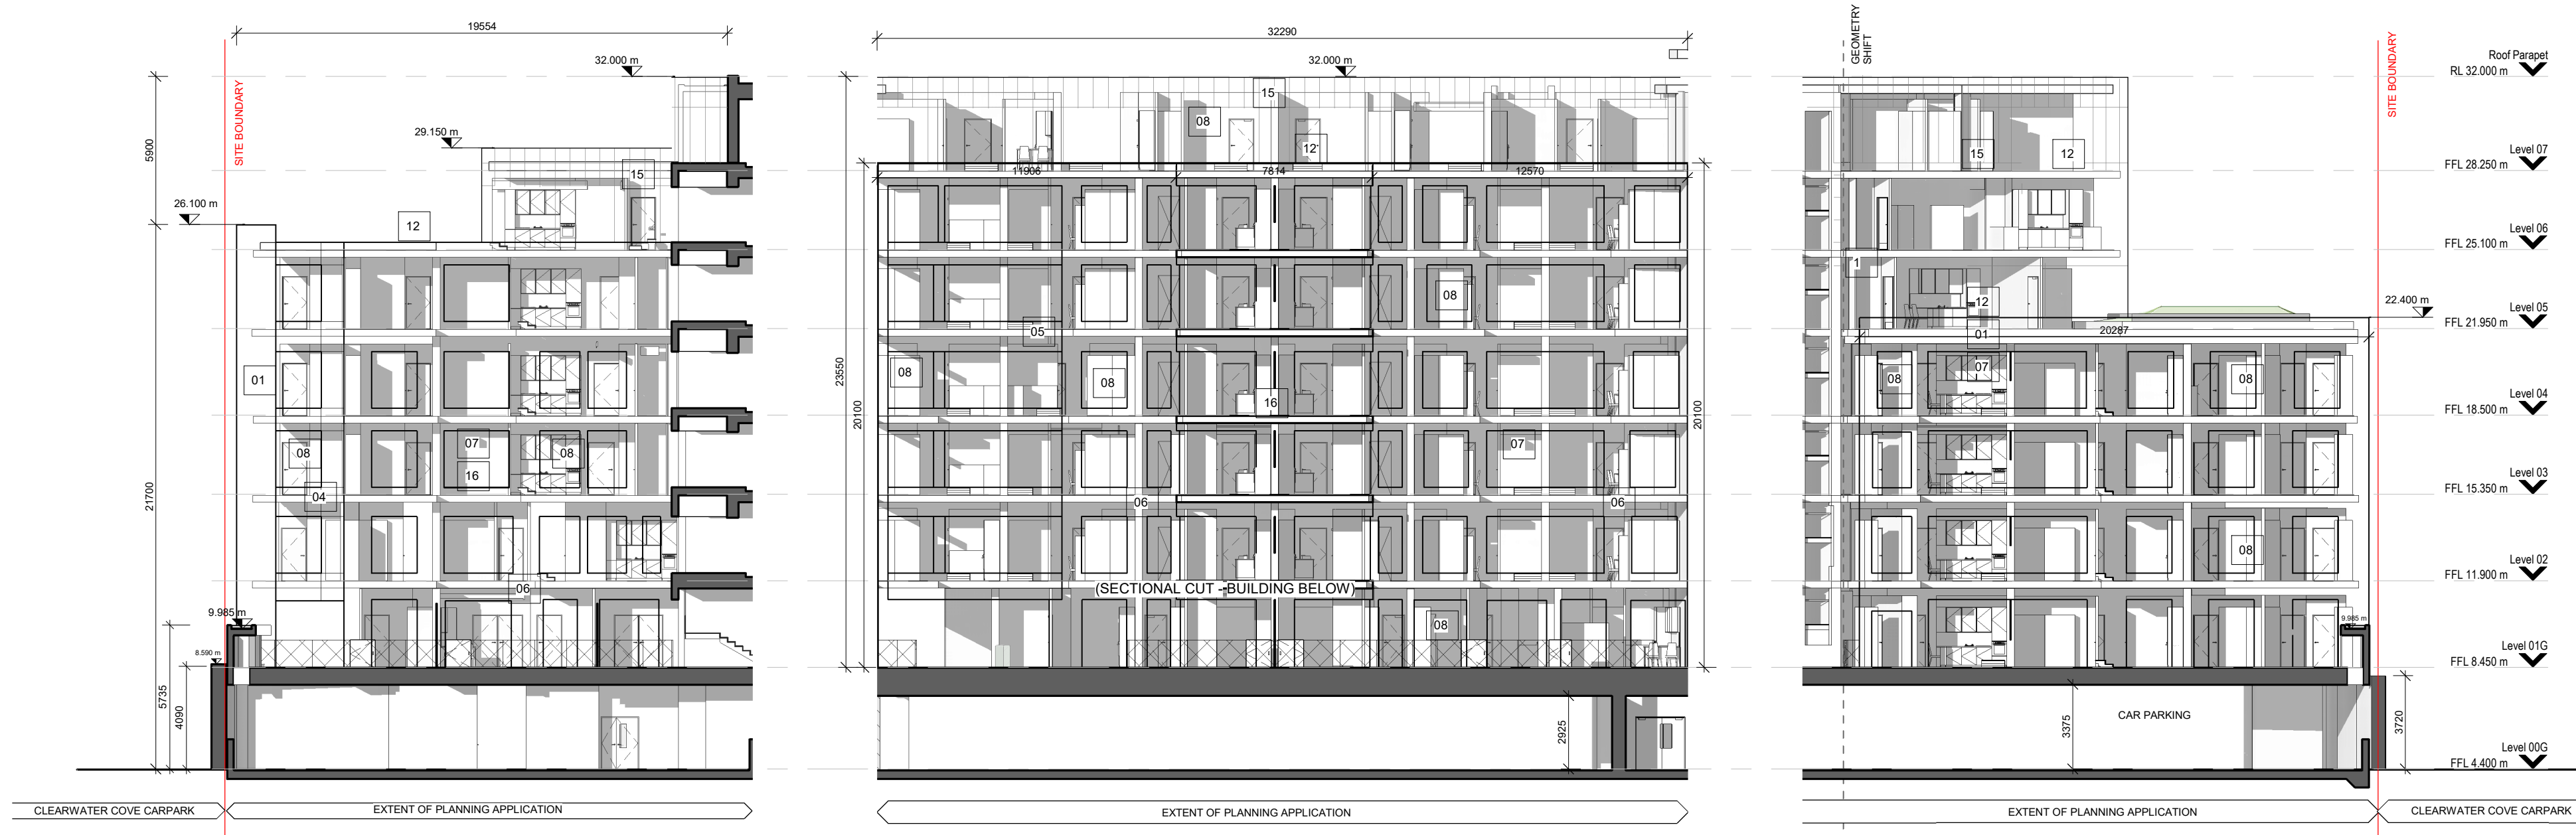 19554
32.000 m
29.150 m
26.100 m
5900
SITE BOUNDARY
15
12
01
08
07
08
16
04
06
21700
9.985 m
8.590 m
5735
4090
CLEARWATER COVE CARPARK
EXTENT OF PLANNING APPLICATION
32290
32.000 m
15
08
12
11906
7814
12570
08
05
08
08
16
07
06
06
23550
20100
20100
(SECTIONAL CUT - BUILDING BELOW)
08
2925
EXTENT OF PLANNING APPLICATION
GEOMETRY
SHIFT
15
12
1
12
01
20287
22.400 m
08
07
08
08
9.985 m
CAR PARKING
3375
3720
SITE BOUNDARY
EXTENT OF PLANNING APPLICATION
CLEARWATER COVE CARPARK
Roof Parapet
RL 32.000 m
Level 07
FFL 28.250 m
Level 06
FFL 25.100 m
Level 05
FFL 21.950 m
Level 04
FFL 18.500 m
Level 03
FFL 15.350 m
Level 02
FFL 11.900 m
Level 01G
FFL 8.450 m
Level 00G
FFL 4.400 m